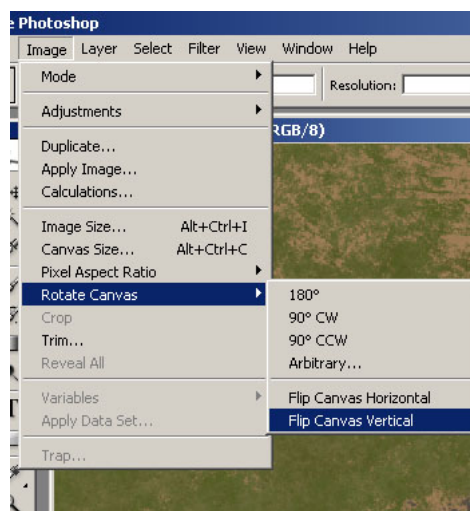 Photoshop
Image Layer Select Filter View Window Help
Mode
Resolution:
Adjustments
RGB/8)
Duplicate...
Apply Image...
Calculations...
Image Size... Alt+Ctrl+I
Canvas Size... Alt+Ctrl+C
Pixel Aspect Ratio
Rotate Canvas
180°
Crop
90° CW
Trim...
90° CCW
Reveal All
Arbitrary...
Variables
Flip Canvas Horizontal
Apply Data Set...
Flip Canvas Vertical
Trap...